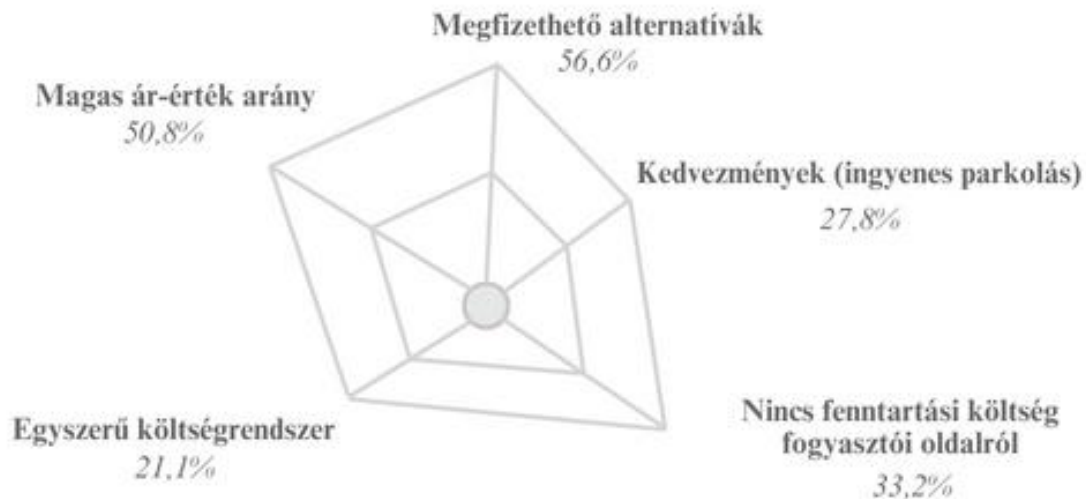 Megfizethető alternatívák
56,6%
Magas ár-érték arány
50,8%
Kedvezmények (ingyenes parkolás)
27,8%
Egyszerű költségrendszer
21,1%
Nincs fenntartási költség
fogyasztói oldalról
33,2%